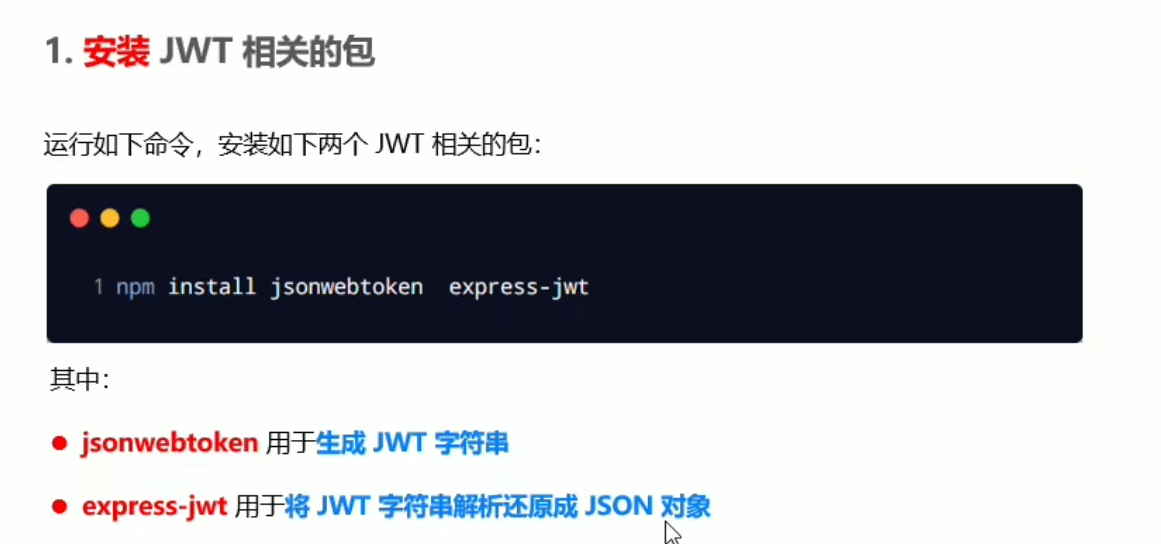 1. 安装 JWT 相关的包
运行如下命令，安装如下两个 JWT 相关的包：
1 npm install jsonwebtoken  express-jwt
其中：
● jsonwebtoken 用于生成 JWT 字符串
● express-jwt 用于将 JWT 字符串解析还原成 JSON 对象